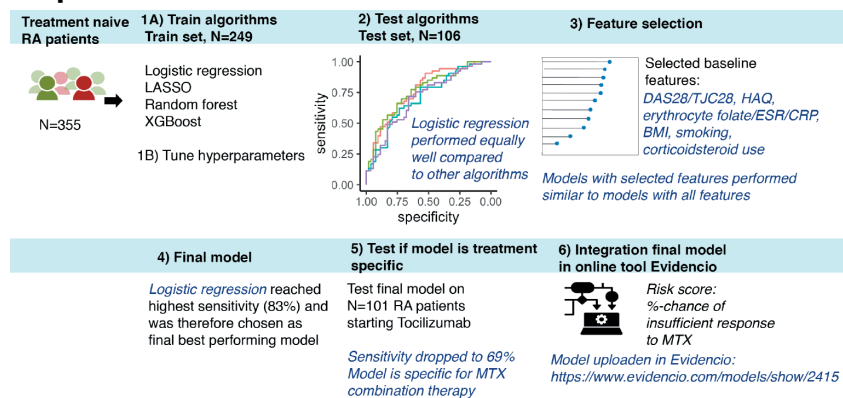 Treatment naive
RA patients
N=355
1A) Train algorithms
Train set, N=249
Logistic regression
LASSO
Random forest
XGBoost
1B) Tune hyperparameters
2) Test algorithms
Test set, N=106
sensitivity
1.00
0.75
0.50
0.25
0.00
1.00 0.75 0.50 0.25 0.00
specificity
Logistic regression
performed equally
well compared
to other algorithms
3) Feature selection
Selected baseline
features:
DAS28/TJC28, HAQ,
erythrocyte folate/ESR/CRP,
BMI, smoking,
corticoidsteroid use
Models with selected features performed
similar to models with all features
4) Final model
Logistic regression reached
highest sensitivity (83%) and
was therefore chosen as
final best performing model
5) Test if model is treatment
specific
Test final model on
N=101 RA patients
starting Tocilizumab
Sensitivity dropped to 69%
Model is specific for MTX
combination therapy
6) Integration final model
in online tool Evidencio
Risk score:
%-chance of
insufficient response
to MTX
Model uploaden in Evidencio:
https://www.evidencio.com/models/show/2415